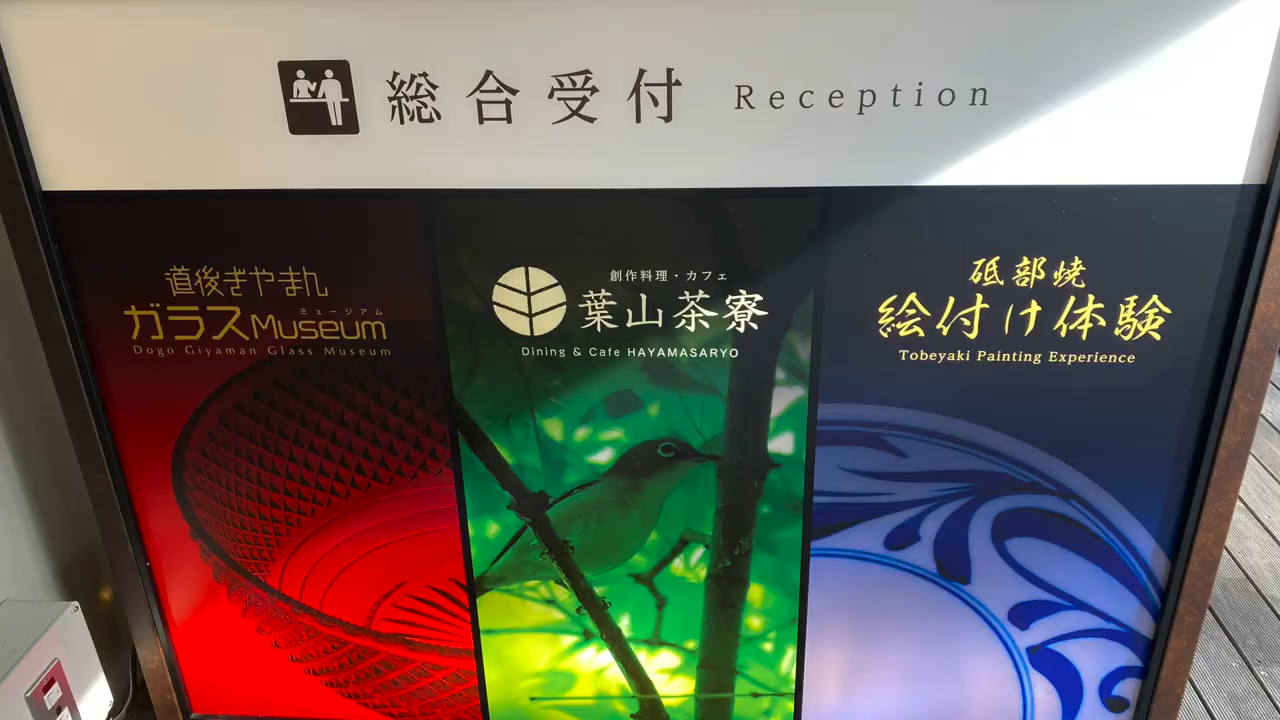 総合受付 Reception
道後ぎやまん
ミュージアム
ガラスMuseum
Dogo Giyaman Glass Museum
創作料理・カフェ
葉山茶寮
Dining & Cafe HAYAMASARYO
砥部焼
絵付け体験
Tobeyaki Painting Experience